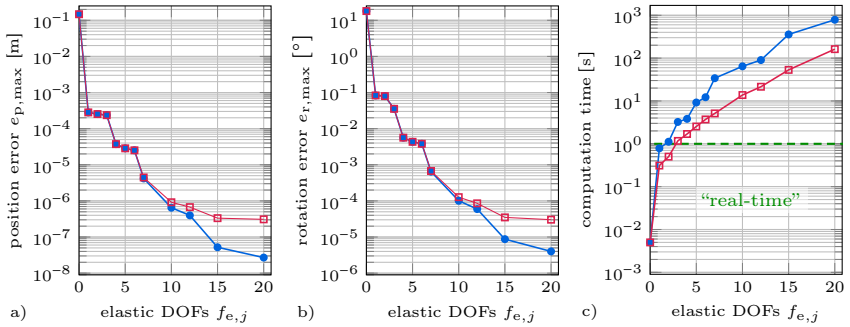 position error e_p,max [m]
10^−1
10^−2
10^−3
10^−4
10^−5
10^−6
10^−7
10^−8
0 5 10 15 20
a) elastic DOFs f_e,j
rotation error e_r,max [°]
10^1
10^0
10^−1
10^−2
10^−3
10^−4
10^−5
10^−6
0 5 10 15 20
b) elastic DOFs f_e,j
computation time [s]
10^3
10^2
10^1
10^0
10^−1
10^−2
10^−3
“real-time”
0 5 10 15 20
c) elastic DOFs f_e,j